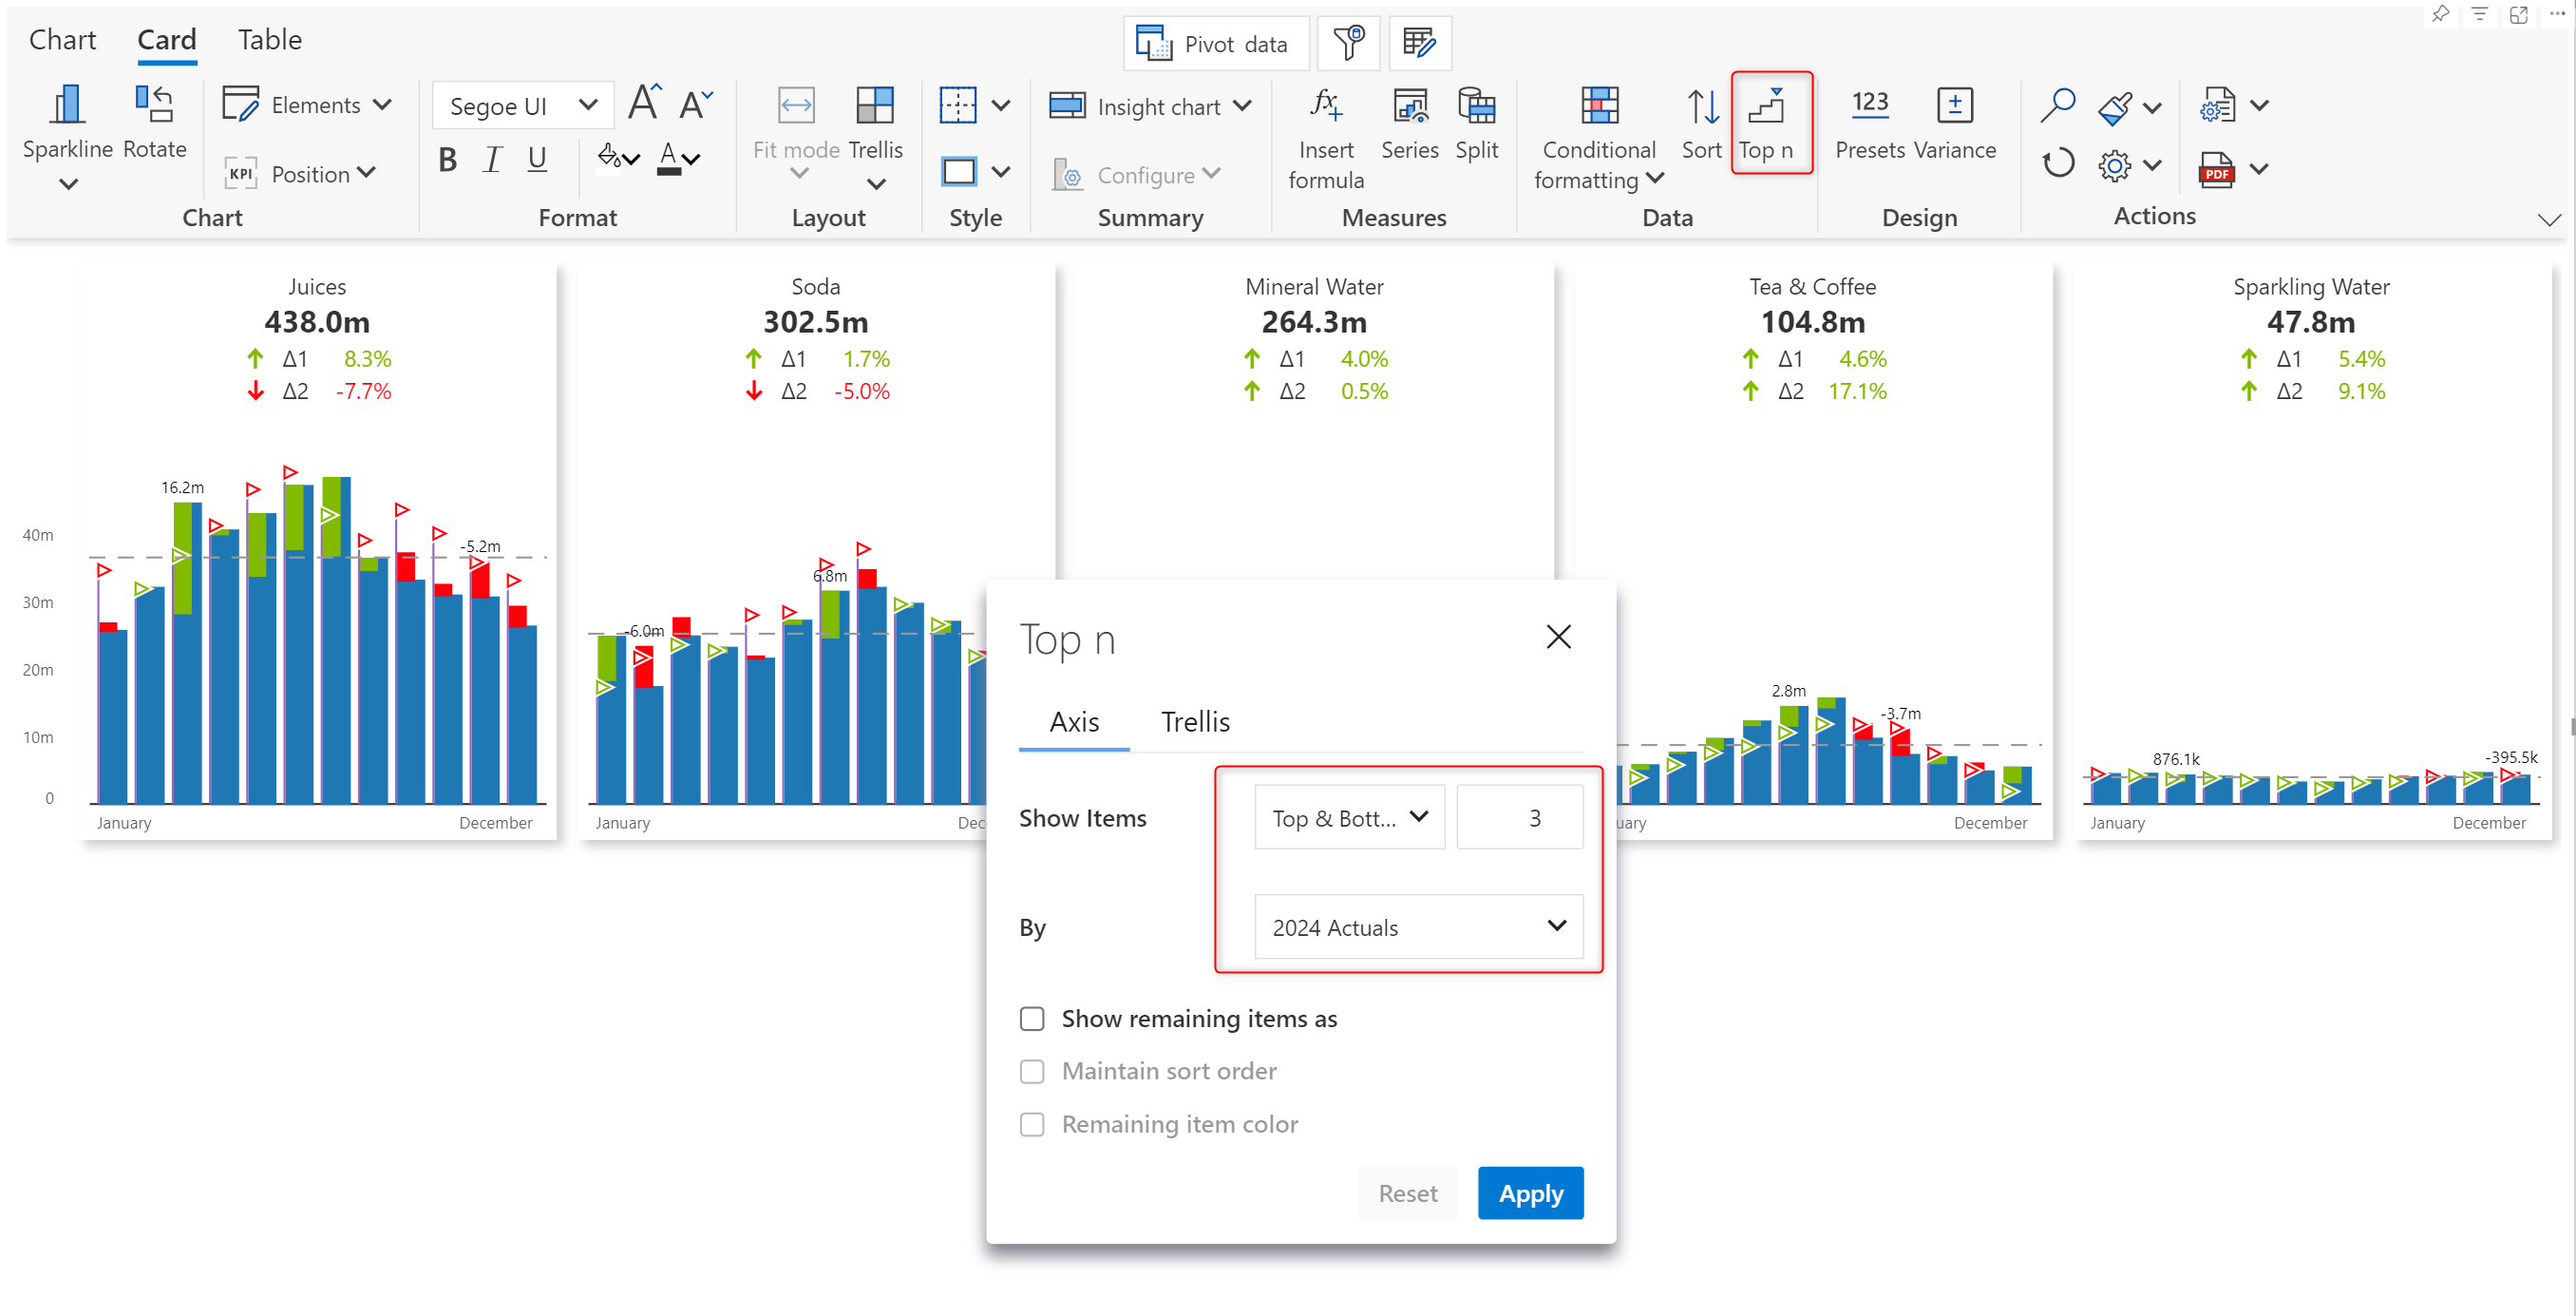 Chart Card Table
Pivot data
Sparkline Rotate
Elements
KPI Position
Chart
Segoe UI A A
B I U A
Format
Fit mode Trellis
Layout
Style
Insight chart
Configure
Summary
fx
Insert formula Series Split
Measures
Conditional formatting Sort Top n
Data
123
Presets Variance
Design
PDF
Actions
Juices
438.0m
Δ1 8.3%
Δ2 -7.7%
Soda
302.5m
Δ1 1.7%
Δ2 -5.0%
Mineral Water
264.3m
Δ1 4.0%
Δ2 0.5%
Tea & Coffee
104.8m
Δ1 4.6%
Δ2 17.1%
Sparkling Water
47.8m
Δ1 5.4%
Δ2 9.1%
40m
30m
20m
10m
0
16.2m
-5.2m
January December
-6.0m
6.8m
January Dec
2.8m
-3.7m
uary December
876.1k
-395.5k
January December
Top n
Axis Trellis
Show Items Top & Bott... 3
By 2024 Actuals
Show remaining items as
Maintain sort order
Remaining item color
Reset Apply